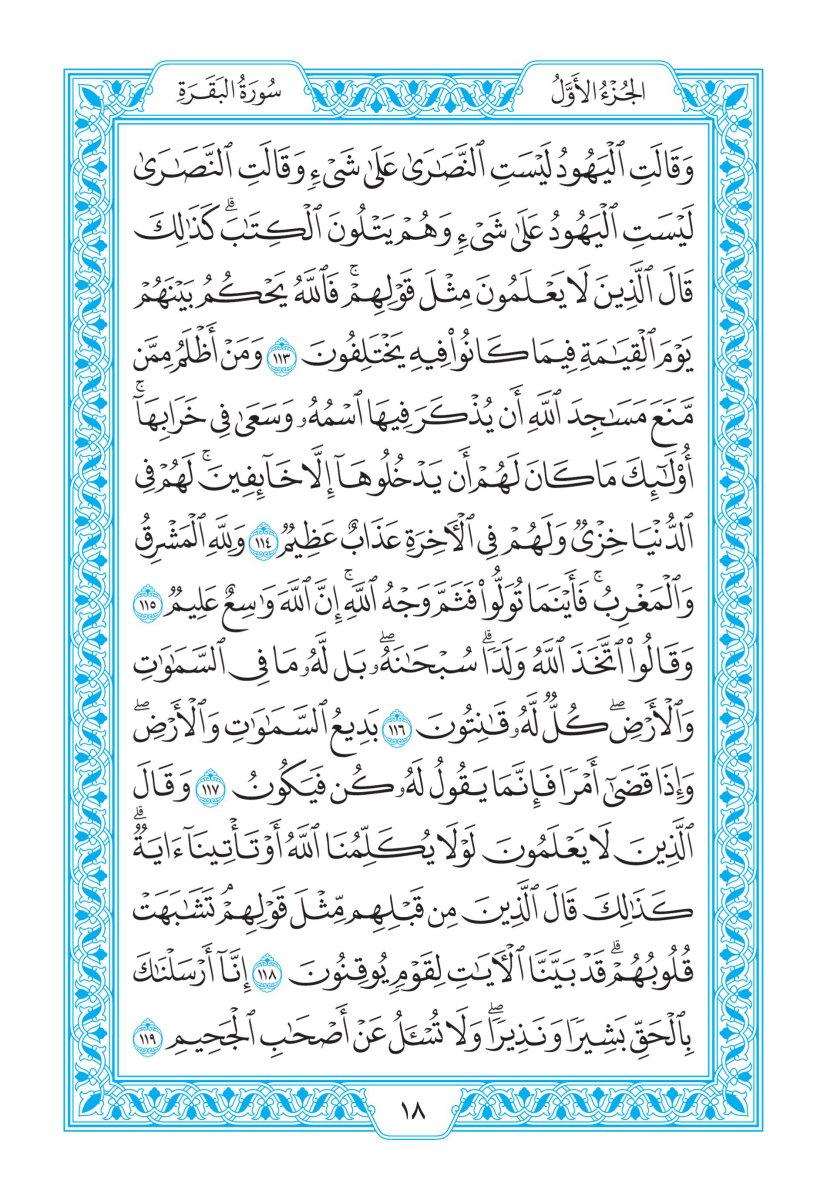 الجُزْءُ الأَوَّلُ
سُورَةُ البَقَرَةِ
وَقَالَتِ ٱلۡيَهُودُ لَيۡسَتِ ٱلنَّصَٰرَىٰ عَلَىٰ شَيۡءٖ وَقَالَتِ ٱلنَّصَٰرَىٰ
لَيۡسَتِ ٱلۡيَهُودُ عَلَىٰ شَيۡءٖ وَهُمۡ يَتۡلُونَ ٱلۡكِتَٰبَۗ كَذَٰلِكَ
قَالَ ٱلَّذِينَ لَا يَعۡلَمُونَ مِثۡلَ قَوۡلِهِمۡۚ فَٱللَّهُ يَحۡكُمُ بَيۡنَهُمۡ
يَوۡمَ ٱلۡقِيَٰمَةِ فِيمَا كَانُواْ فِيهِ يَخۡتَلِفُونَ ١١٣ وَمَنۡ أَظۡلَمُ مِمَّن
مَّنَعَ مَسَٰجِدَ ٱللَّهِ أَن يُذۡكَرَ فِيهَا ٱسۡمُهُۥ وَسَعَىٰ فِي خَرَابِهَآۚ
أُوْلَٰٓئِكَ مَا كَانَ لَهُمۡ أَن يَدۡخُلُوهَآ إِلَّا خَآئِفِينَۚ لَهُمۡ فِي
ٱلدُّنۡيَا خِزۡيٞ وَلَهُمۡ فِي ٱلۡأٓخِرَةِ عَذَابٌ عَظِيمٞ ١١٤ وَلِلَّهِ ٱلۡمَشۡرِقُ
وَٱلۡمَغۡرِبُۚ فَأَيۡنَمَا تُوَلُّواْ فَثَمَّ وَجۡهُ ٱللَّهِۚ إِنَّ ٱللَّهَ وَٰسِعٌ عَلِيمٞ ١١٥
وَقَالُواْ ٱتَّخَذَ ٱللَّهُ وَلَدٗاۗ سُبۡحَٰنَهُۥۖ بَل لَّهُۥ مَا فِي ٱلسَّمَٰوَٰتِ
وَٱلۡأَرۡضِۖ كُلّٞ لَّهُۥ قَٰنِتُونَ ١١٦ بَدِيعُ ٱلسَّمَٰوَٰتِ وَٱلۡأَرۡضِۖ
وَإِذَا قَضَىٰٓ أَمۡرٗا فَإِنَّمَا يَقُولُ لَهُۥ كُن فَيَكُونُ ١١٧ وَقَالَ
ٱلَّذِينَ لَا يَعۡلَمُونَ لَوۡلَا يُكَلِّمُنَا ٱللَّهُ أَوۡ تَأۡتِينَآ ءَايَةٞۗ
كَذَٰلِكَ قَالَ ٱلَّذِينَ مِن قَبۡلِهِم مِّثۡلَ قَوۡلِهِمۡۘ تَشَٰبَهَتۡ
قُلُوبُهُمۡۗ قَدۡ بَيَّنَّا ٱلۡأٓيَٰتِ لِقَوۡمٖ يُوقِنُونَ ١١٨ إِنَّآ أَرۡسَلۡنَٰكَ
بِٱلۡحَقِّ بَشِيرٗا وَنَذِيرٗاۖ وَلَا تُسۡـَٔلُ عَنۡ أَصۡحَٰبِ ٱلۡجَحِيمِ ١١٩
١٨